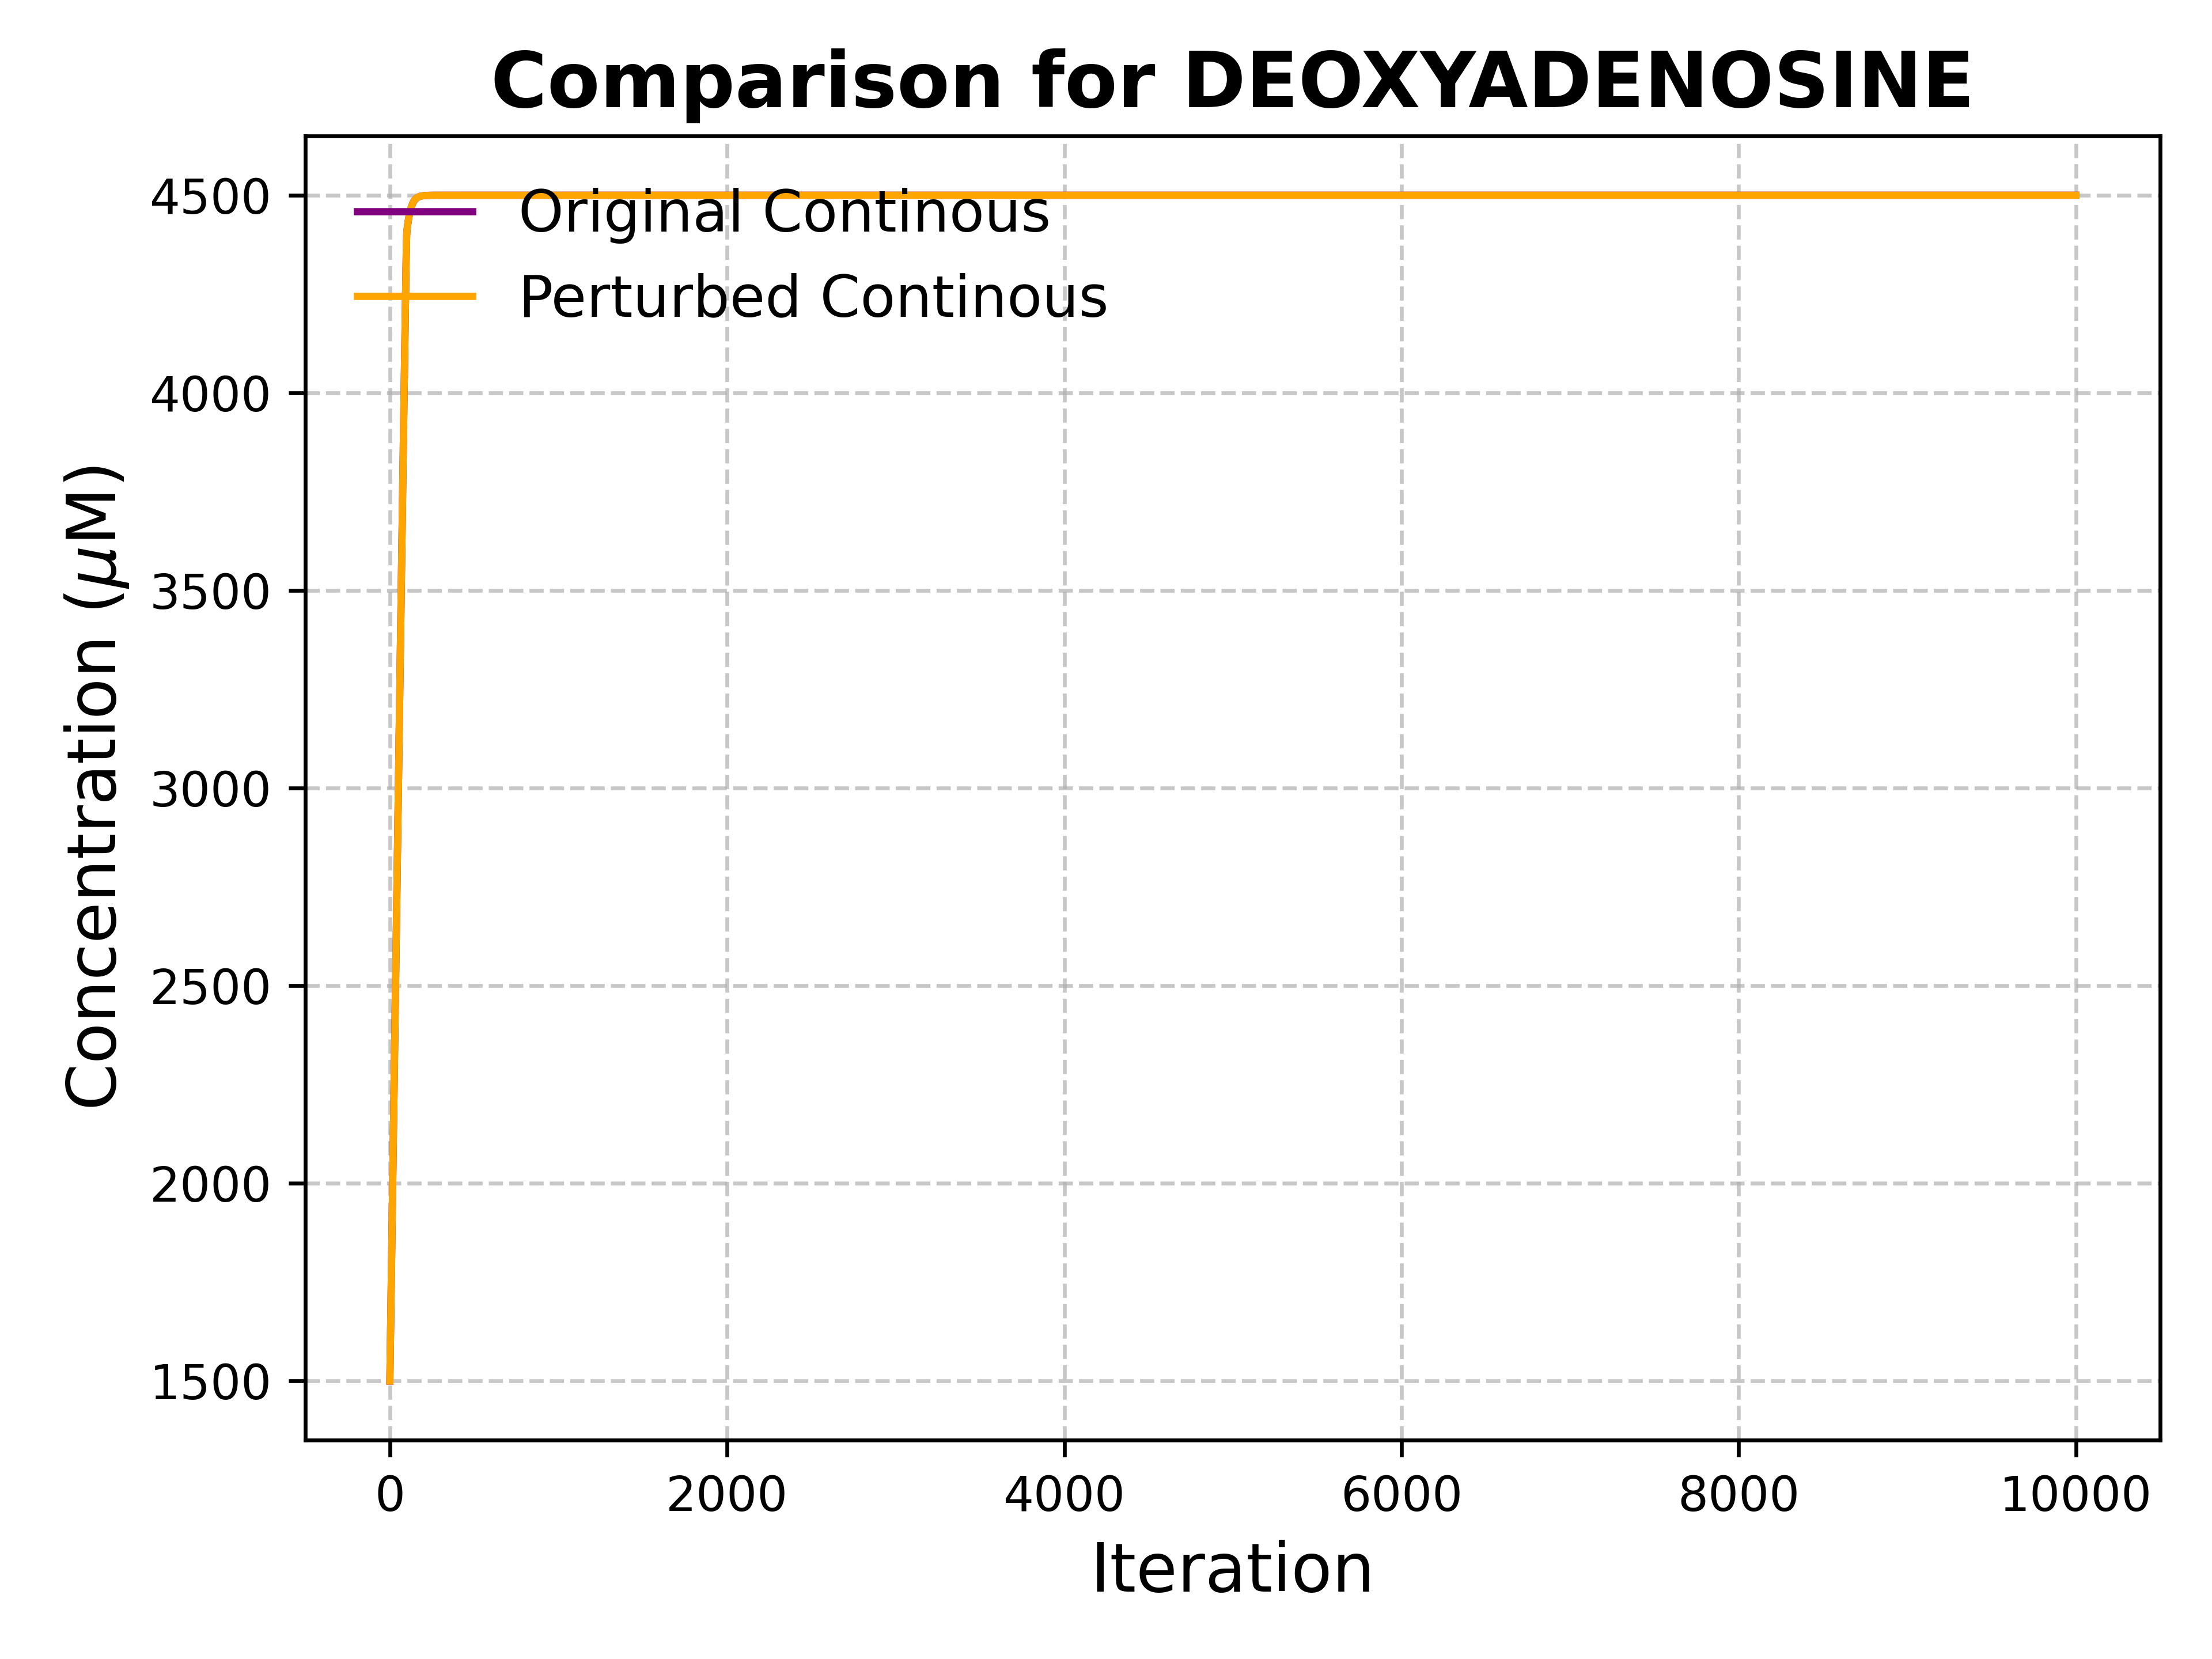 Comparison for DEOXYADENOSINE
Original Continous
Perturbed Continous
Concentration (μM)
4500
4000
3500
3000
2500
2000
1500
0 2000 4000 6000 8000 10000
Iteration